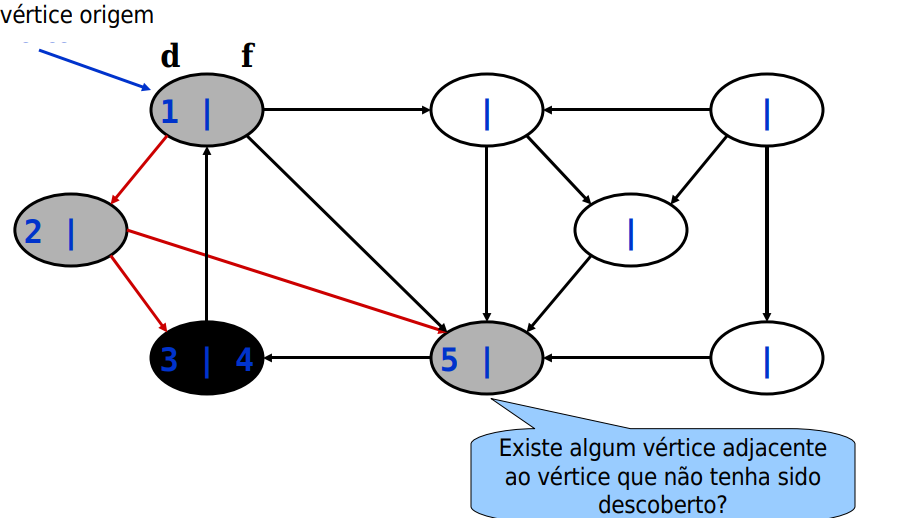 vértice origem
d f
1 | | |
2 | |
3 | 4 5 | |
Existe algum vértice adjacente
ao vértice que não tenha sido
descoberto?